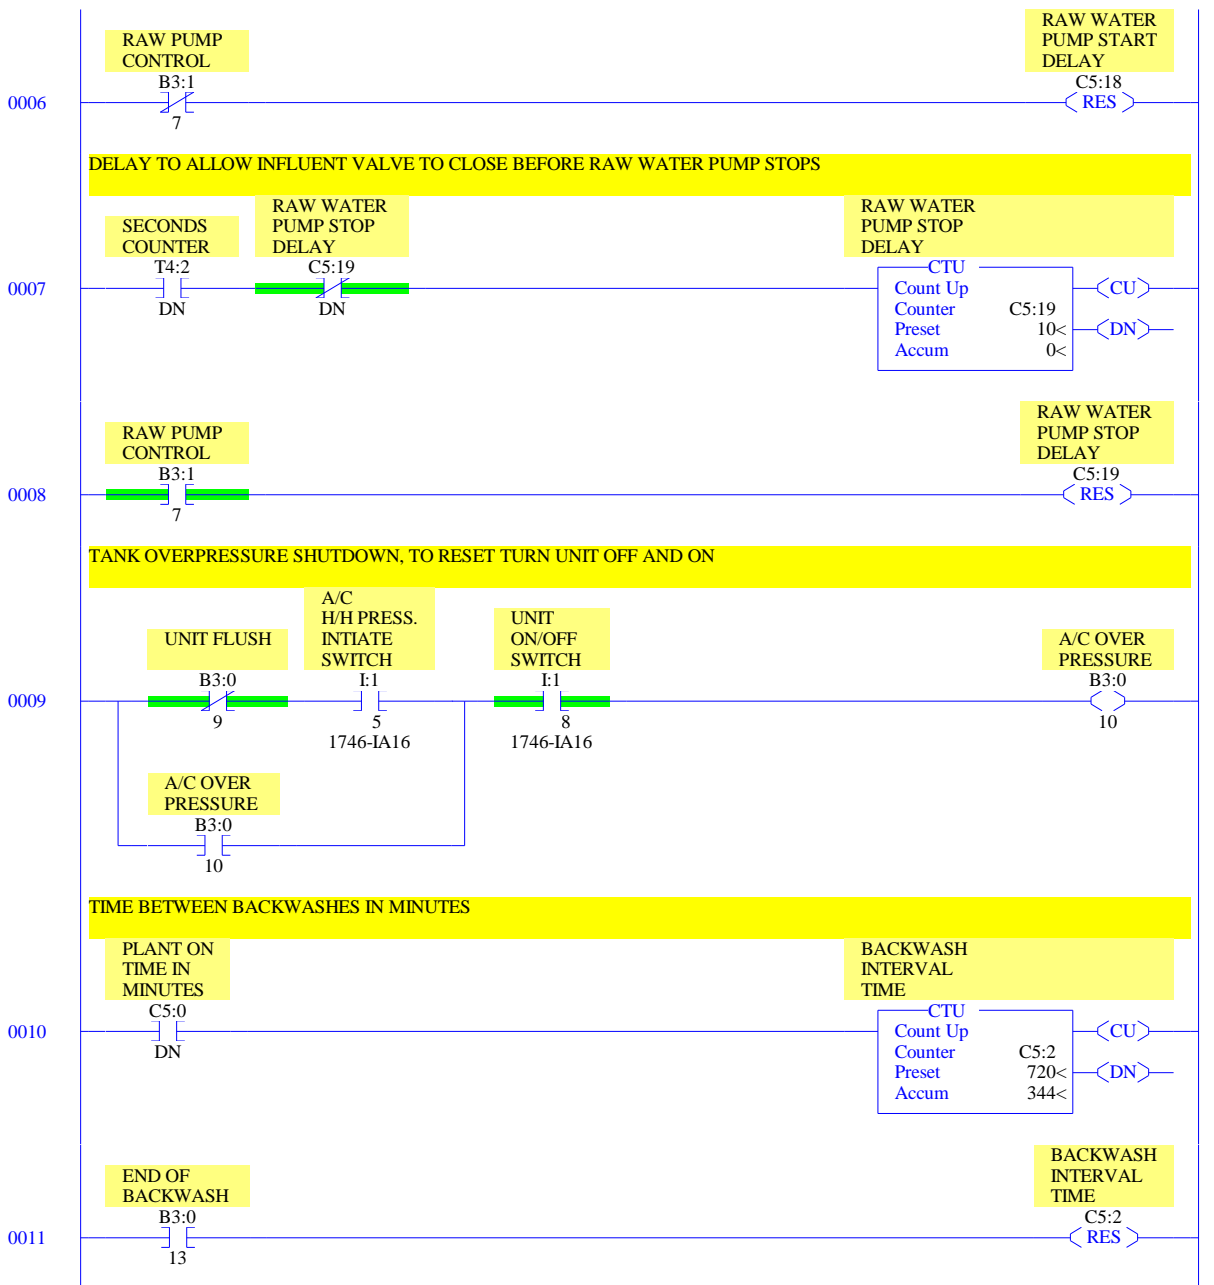 RAW PUMP
CONTROL
B3:1
7
RAW WATER
PUMP START
DELAY
C5:18
RES
0006
DELAY TO ALLOW INFLUENT VALVE TO CLOSE BEFORE RAW WATER PUMP STOPS
SECONDS
COUNTER
T4:2
DN
RAW WATER
PUMP STOP
DELAY
C5:19
DN
RAW WATER
PUMP STOP
DELAY
CTU
Count Up
Counter C5:19
Preset 10<
Accum 0<
CU
DN
0007
RAW PUMP
CONTROL
B3:1
7
RAW WATER
PUMP STOP
DELAY
C5:19
RES
0008
TANK OVERPRESSURE SHUTDOWN, TO RESET TURN UNIT OFF AND ON
UNIT FLUSH
B3:0
9
A/C
H/H PRESS.
INTIATE
SWITCH
I:1
5
1746-IA16
UNIT
ON/OFF
SWITCH
I:1
8
1746-IA16
A/C OVER
PRESSURE
B3:0
10
0009
A/C OVER
PRESSURE
B3:0
10
TIME BETWEEN BACKWASHES IN MINUTES
PLANT ON
TIME IN
MINUTES
C5:0
DN
BACKWASH
INTERVAL
TIME
CTU
Count Up
Counter C5:2
Preset 720<
Accum 344<
CU
DN
0010
END OF
BACKWASH
B3:0
13
BACKWASH
INTERVAL
TIME
C5:2
RES
0011